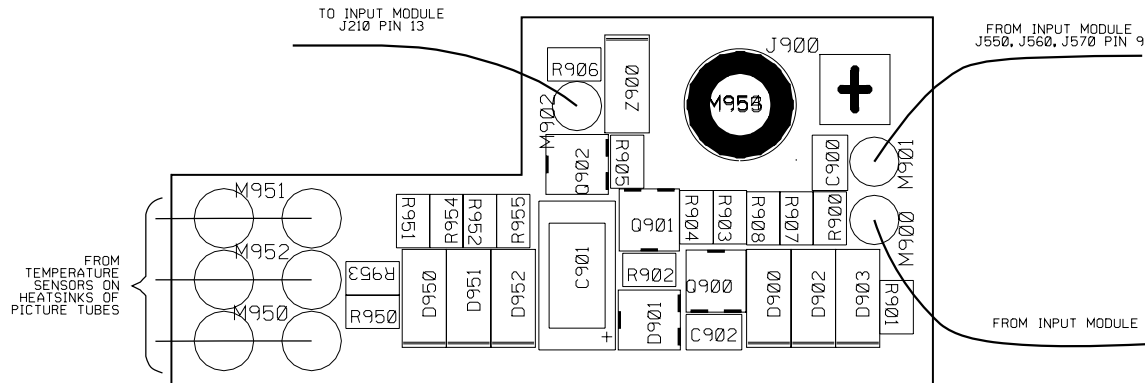 TO INPUT MODULE
J210 PIN 13
FROM INPUT MODULE
J550, J560, J570 PIN 9
J900
R906
Z900
M902
+
Q902
R905
C900
M901
M951
R951
R954
R952
R955
Q901
R904
R903
R908
R907
R900
M900
M952
FROM
TEMPERATURE
SENSORS ON
HEATSINKS OF
PICTURE TUBES
R953
D950
D951
D952
C901
R902
Q900
D900
D902
D903
R901
M950
R950
+
D901
C902
FROM INPUT MODULE